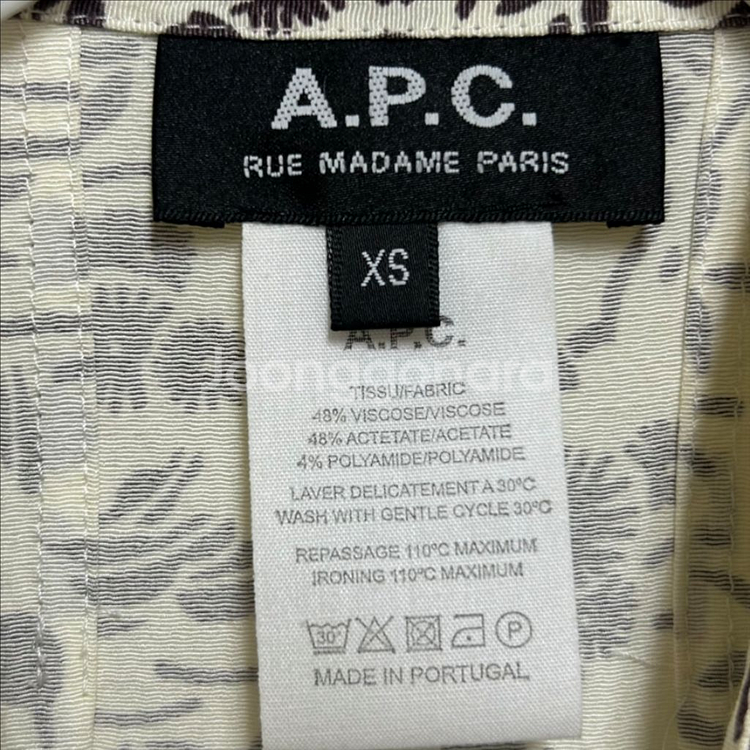 A.P.C.
RUE MADAME PARIS
XS
A.P.C.
TISSU/FABRIC
48% VISCOSE/VISCOSE
48% ACTETATE/ACETATE
4% POLYAMIDE/POLYAMIDE
LAVER DELICATEMENT A 30°C
WASH WITH GENTLE CYCLE 30°C
REPASSAGE 110°C MAXIMUM
IRONING 110°C MAXIMUM
30° P
MADE IN PORTUGAL